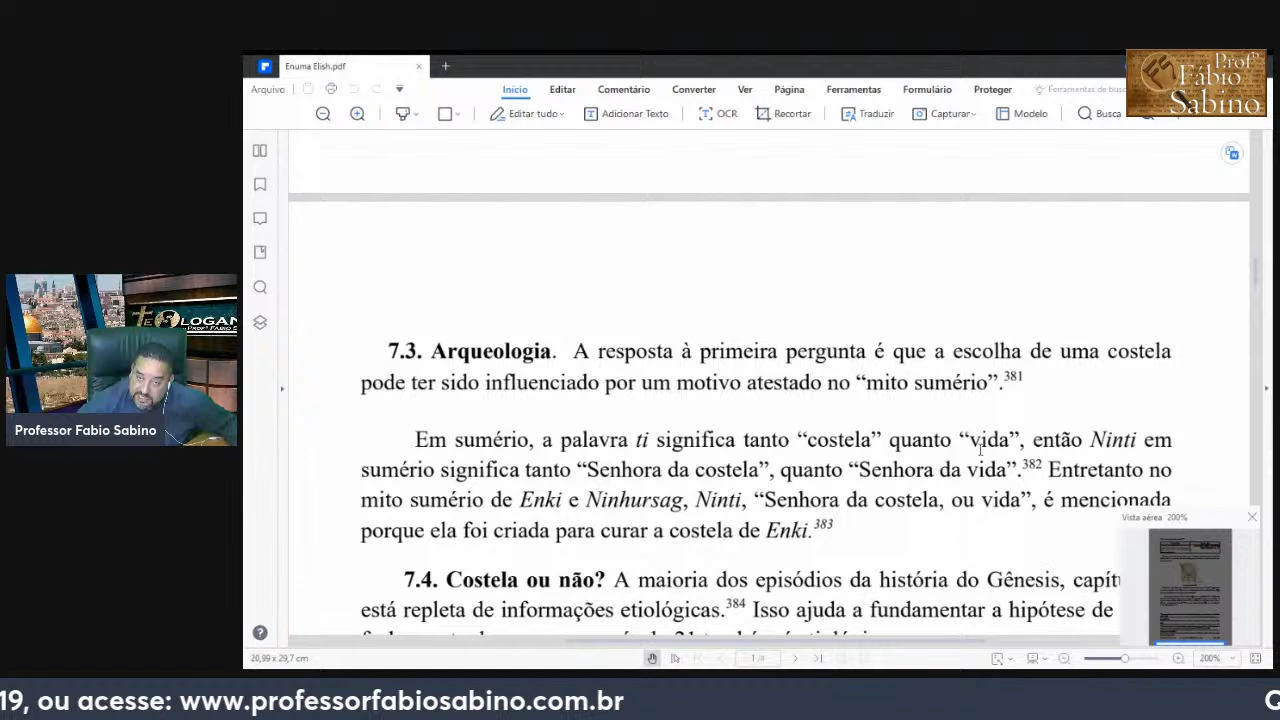 Enuma Elish.pdf
Profº
Fábio
Sabino
Arquivo Início Editar Comentário Converter Ver Página Ferramentas Formulário Proteger Ferramentas de busc
Editar tudo Adicionar Texto OCR Recortar Traduzir Capturar Modelo Busca
7.3. Arqueologia. A resposta à primeira pergunta é que a escolha de uma costela
pode ter sido influenciado por um motivo atestado no “mito sumério”.381
Em sumério, a palavra ti significa tanto “costela” quanto “vida”, então Ninti em
sumério significa tanto “Senhora da costela”, quanto “Senhora da vida”.382 Entretanto no
mito sumério de Enki e Ninhursag, Ninti, “Senhora da costela, ou vida”, é mencionada
porque ela foi criada para curar a costela de Enki.383
Vista aérea 200%
7.4. Costela ou não? A maioria dos episódios da história do Gênesis, capítu
está repleta de informações etiológicas.384 Isso ajuda a fundamentar a hipótese de
20,99 x 29,7 cm 1/4 200%
Professor Fabio Sabino
19, ou acesse: www.professorfabiosabino.com.br